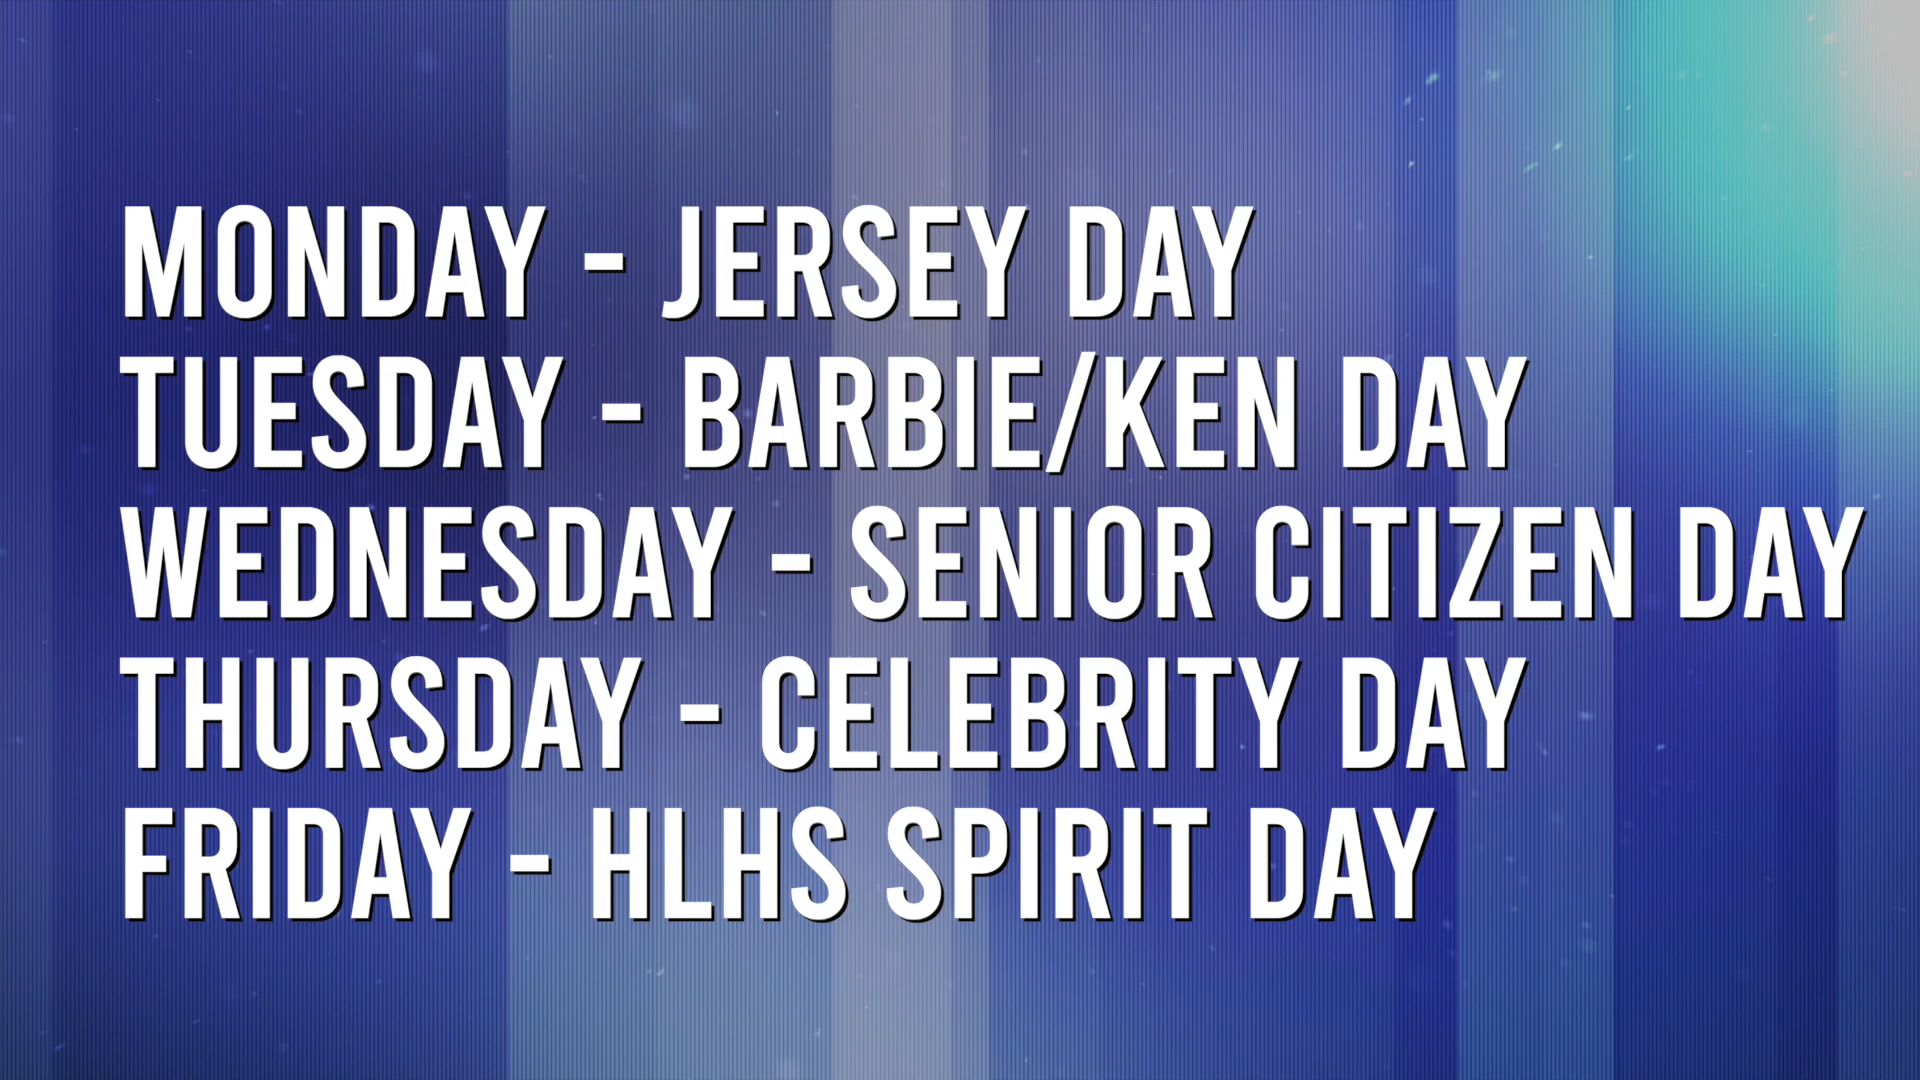 MONDAY - JERSEY DAY
TUESDAY - BARBIE/KEN DAY
WEDNESDAY - SENIOR CITIZEN DAY
THURSDAY - CELEBRITY DAY
FRIDAY - HLHS SPIRIT DAY